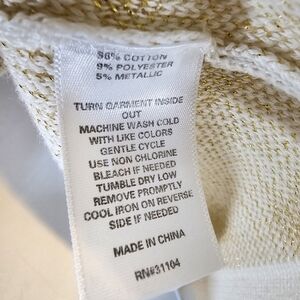 86% COTTON
9% POLYESTER
5% METALLIC
TURN GARMENT INSIDE
OUT
MACHINE WASH COLD
WITH LIKE COLORS
GENTLE CYCLE
USE NON CHLORINE
BLEACH IF NEEDED
TUMBLE DRY LOW
REMOVE PROMPTLY
COOL IRON ON REVERSE
SIDE IF NEEDED
MADE IN CHINA
RN#31104